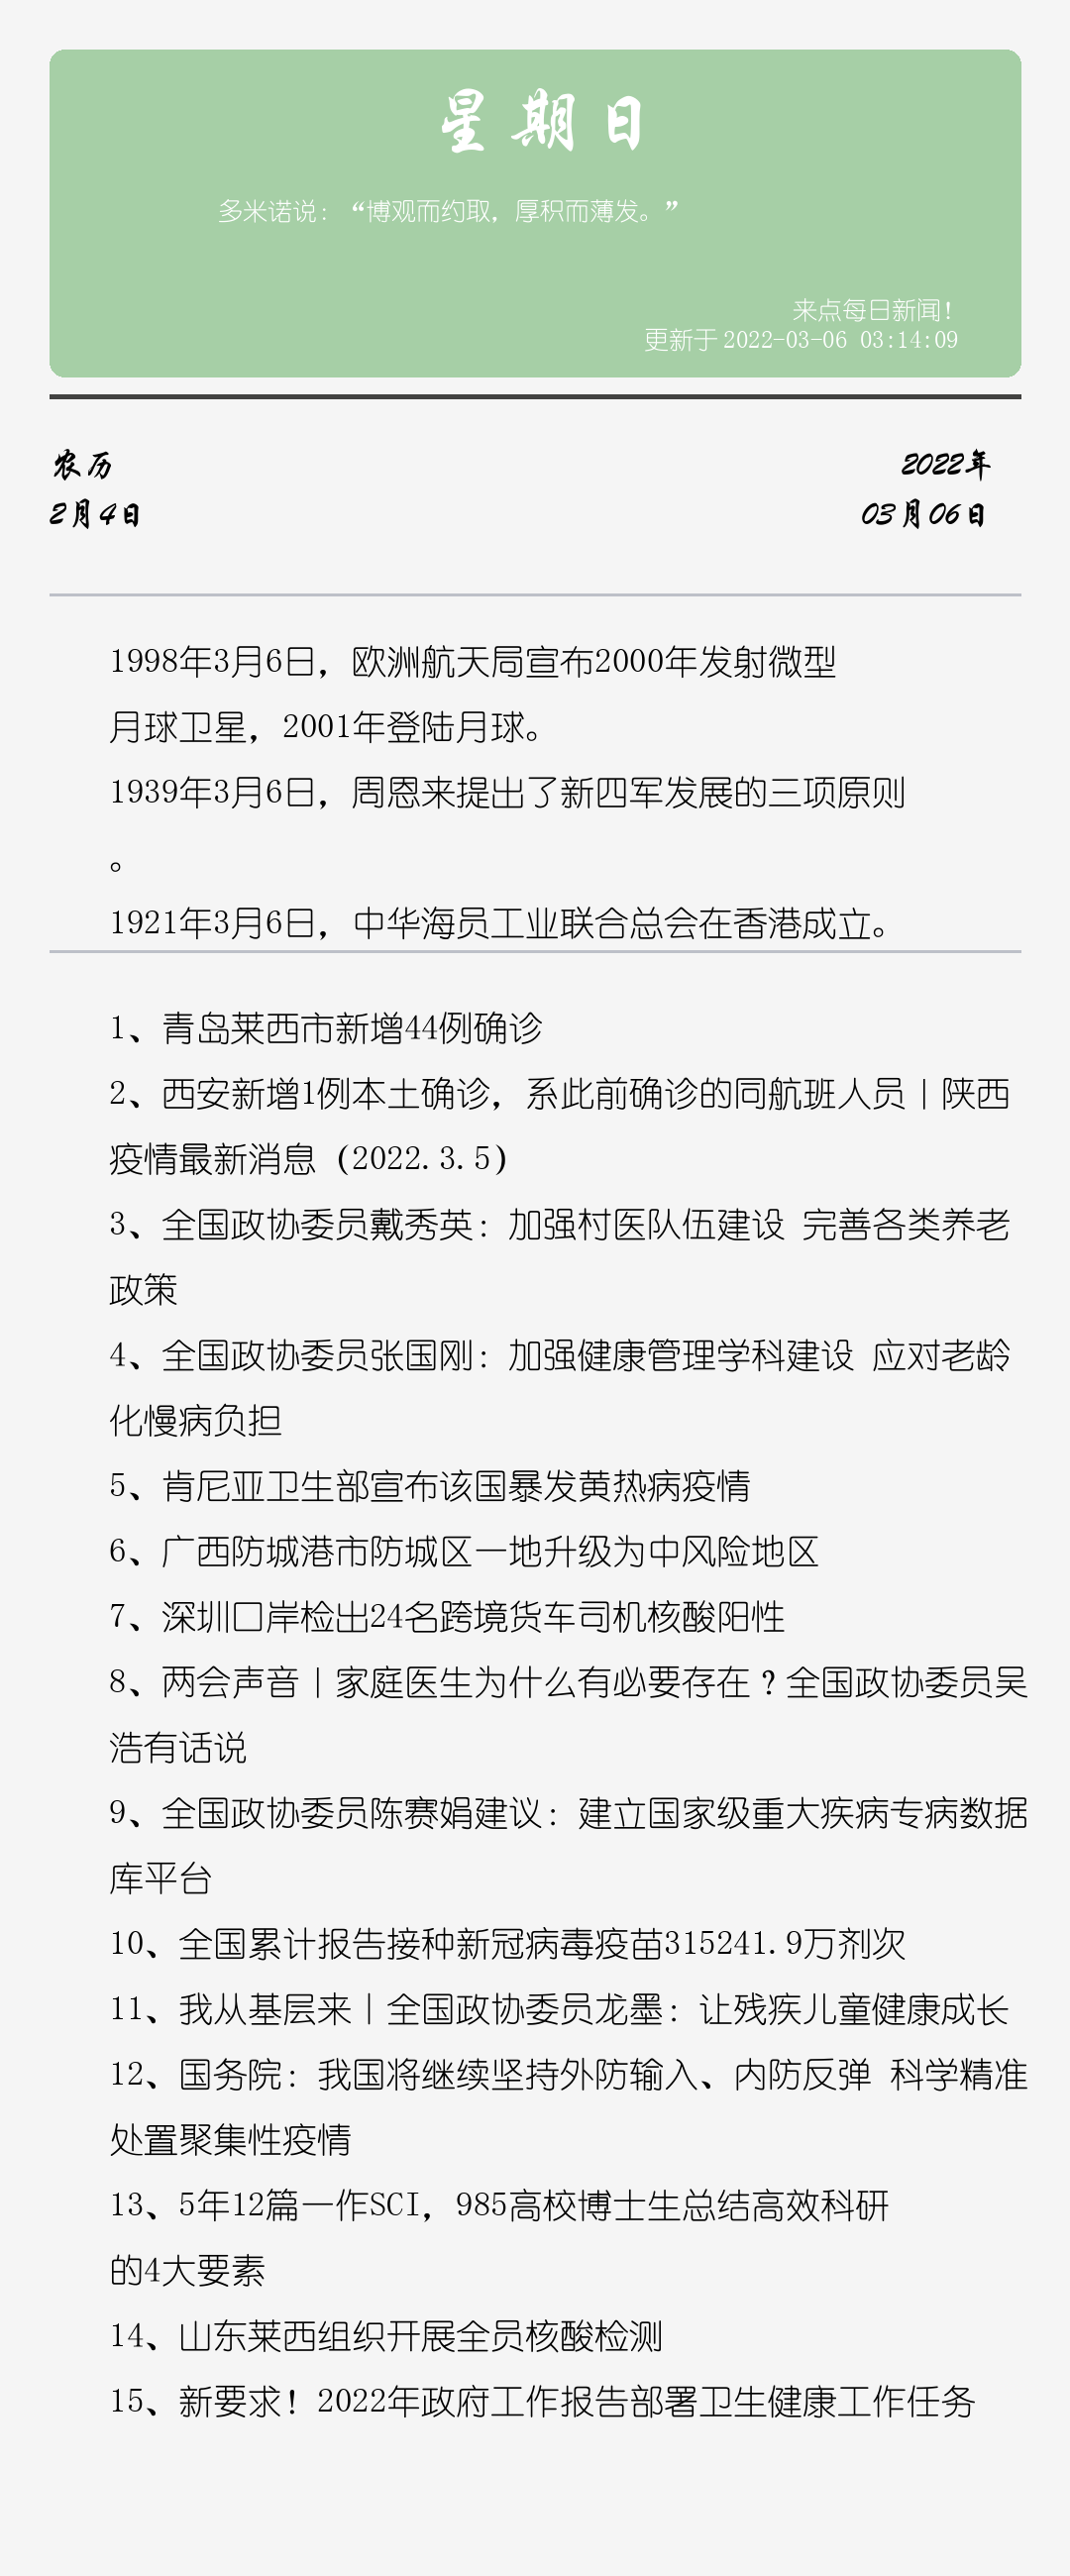 星期日
多米诺说：“博观而约取，厚积而薄发。”
来点每日新闻！
更新于2022-03-06 03:14:09
农历
2022年
2月4日
03月06日
1998年3月6日，欧洲航天局宣布2000年发射微型
月球卫星，2001年登陆月球。
1939年3月6日，周恩来提出了新四军发展的三项原则
。
1921年3月6日，中华海员工业联合总会在香港成立。
1、青岛莱西市新增44例确诊
2、西安新增1例本土确诊，系此前确诊的同航班人员丨陕西
疫情最新消息（2022.3.5）
3、全国政协委员戴秀英：加强村医队伍建设 完善各类养老
政策
4、全国政协委员张国刚：加强健康管理学科建设 应对老龄
化慢病负担
5、肯尼亚卫生部宣布该国暴发黄热病疫情
6、广西防城港市防城区一地升级为中风险地区
7、深圳口岸检出24名跨境货车司机核酸阳性
8、两会声音丨家庭医生为什么有必要存在？全国政协委员吴
浩有话说
9、全国政协委员陈赛娟建议：建立国家级重大疾病专病数据
库平台
10、全国累计报告接种新冠病毒疫苗315241.9万剂次
11、我从基层来丨全国政协委员龙墨：让残疾儿童健康成长
12、国务院：我国将继续坚持外防输入、内防反弹 科学精准
处置聚集性疫情
13、5年12篇一作SCI，985高校博士生总结高效科研
的4大要素
14、山东莱西组织开展全员核酸检测
15、新要求！2022年政府工作报告部署卫生健康工作任务